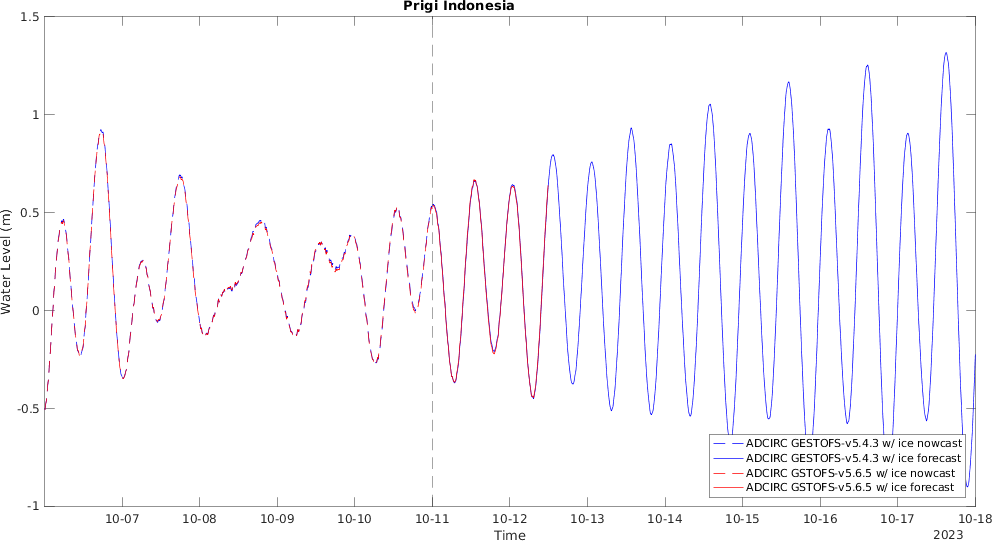 Prigi Indonesia
1.5
1
0.5
0
-0.5
-1
Water Level (m)
ADCIRC GESTOFS-v5.4.3 w/ ice nowcast
ADCIRC GESTOFS-v5.4.3 w/ ice forecast
ADCIRC GSTOFS-v5.6.5 w/ ice nowcast
ADCIRC GSTOFS-v5.6.5 w/ ice forecast
10-07 10-08 10-09 10-10 10-11 10-12 10-13 10-14 10-15 10-16 10-17 10-18
Time
2023